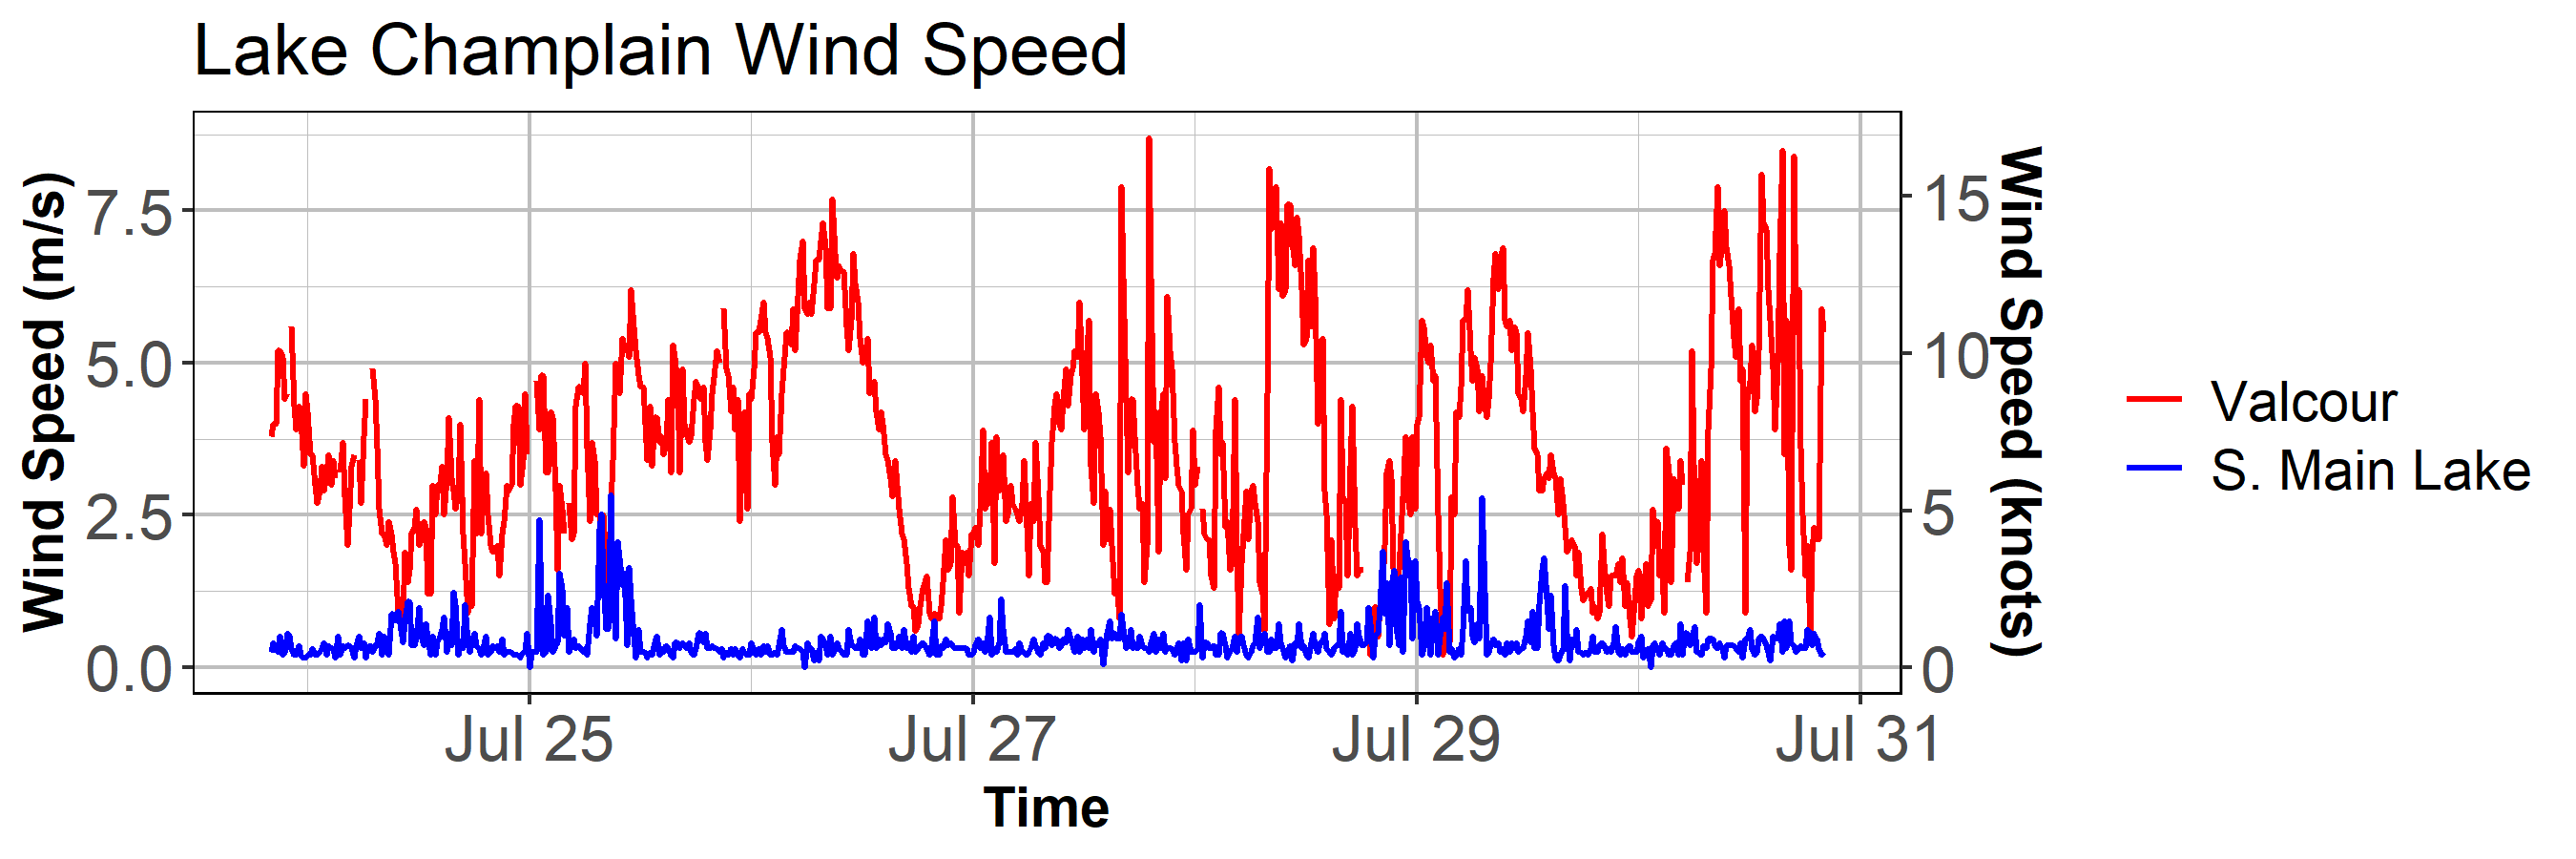 Lake Champlain Wind Speed
Wind Speed (m/s)
7.5
5.0
2.5
0.0
15
10
5
0
Wind Speed (knots)
Jul 25
Jul 27
Jul 29
Jul 31
Time
Valcour
S. Main Lake